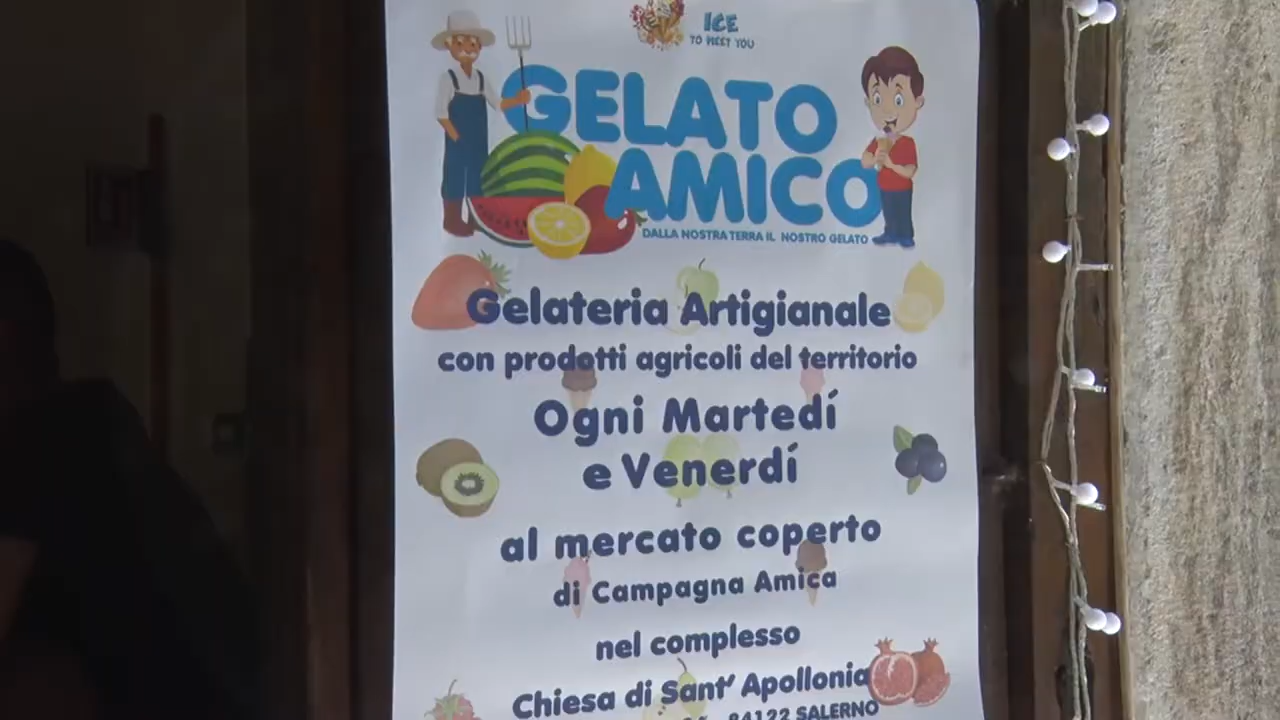 ICE
TO MEET YOU
GELATO
AMICO
DALLA NOSTRA TERRA IL NOSTRO GELATO
Gelateria Artigianale
con prodotti agricoli del territorio
Ogni Martedí
e Venerdí
al mercato coperto
di Campagna Amica
nel complesso
Chiesa di Sant' Apollonia
84122 SALERNO